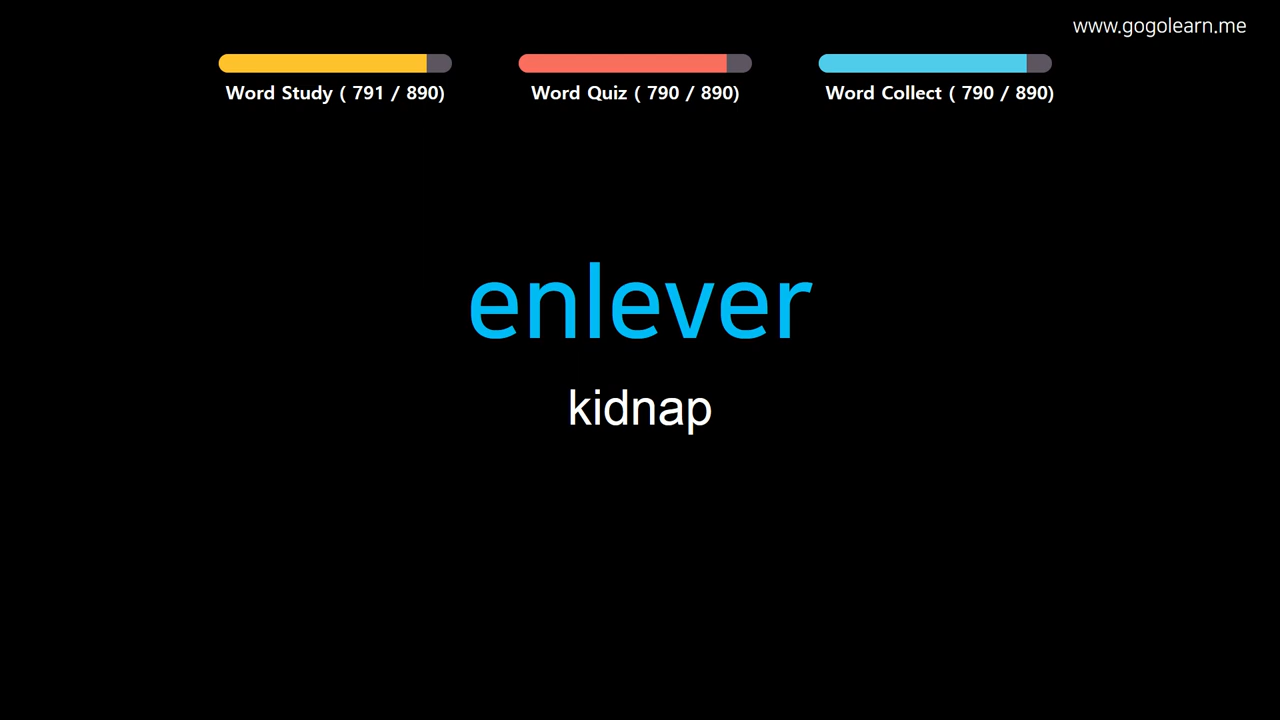 www.gogolearn.me
Word Study ( 791 / 890)
Word Quiz ( 790 / 890)
Word Collect ( 790 / 890)
enlever
kidnap